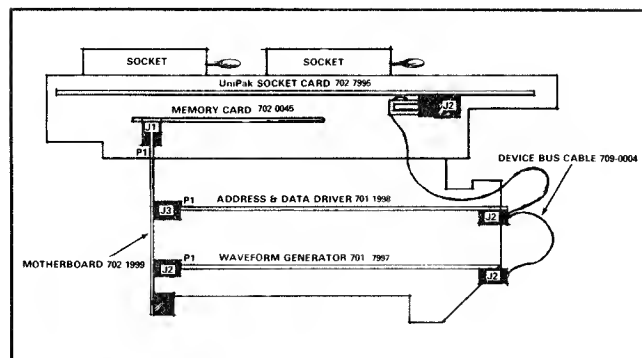 SOCKET
SOCKET
UniPak SOCKET CARD 702 7995
J2
MEMORY CARD 702 0045
J1
P1
DEVICE BUS CABLE 709-0004
P1
ADDRESS & DATA DRIVER 701 1998
J3
J2
MOTHERBOARD 702 1999
P1
WAVEFORM GENERATOR 701 7997
J2
J2